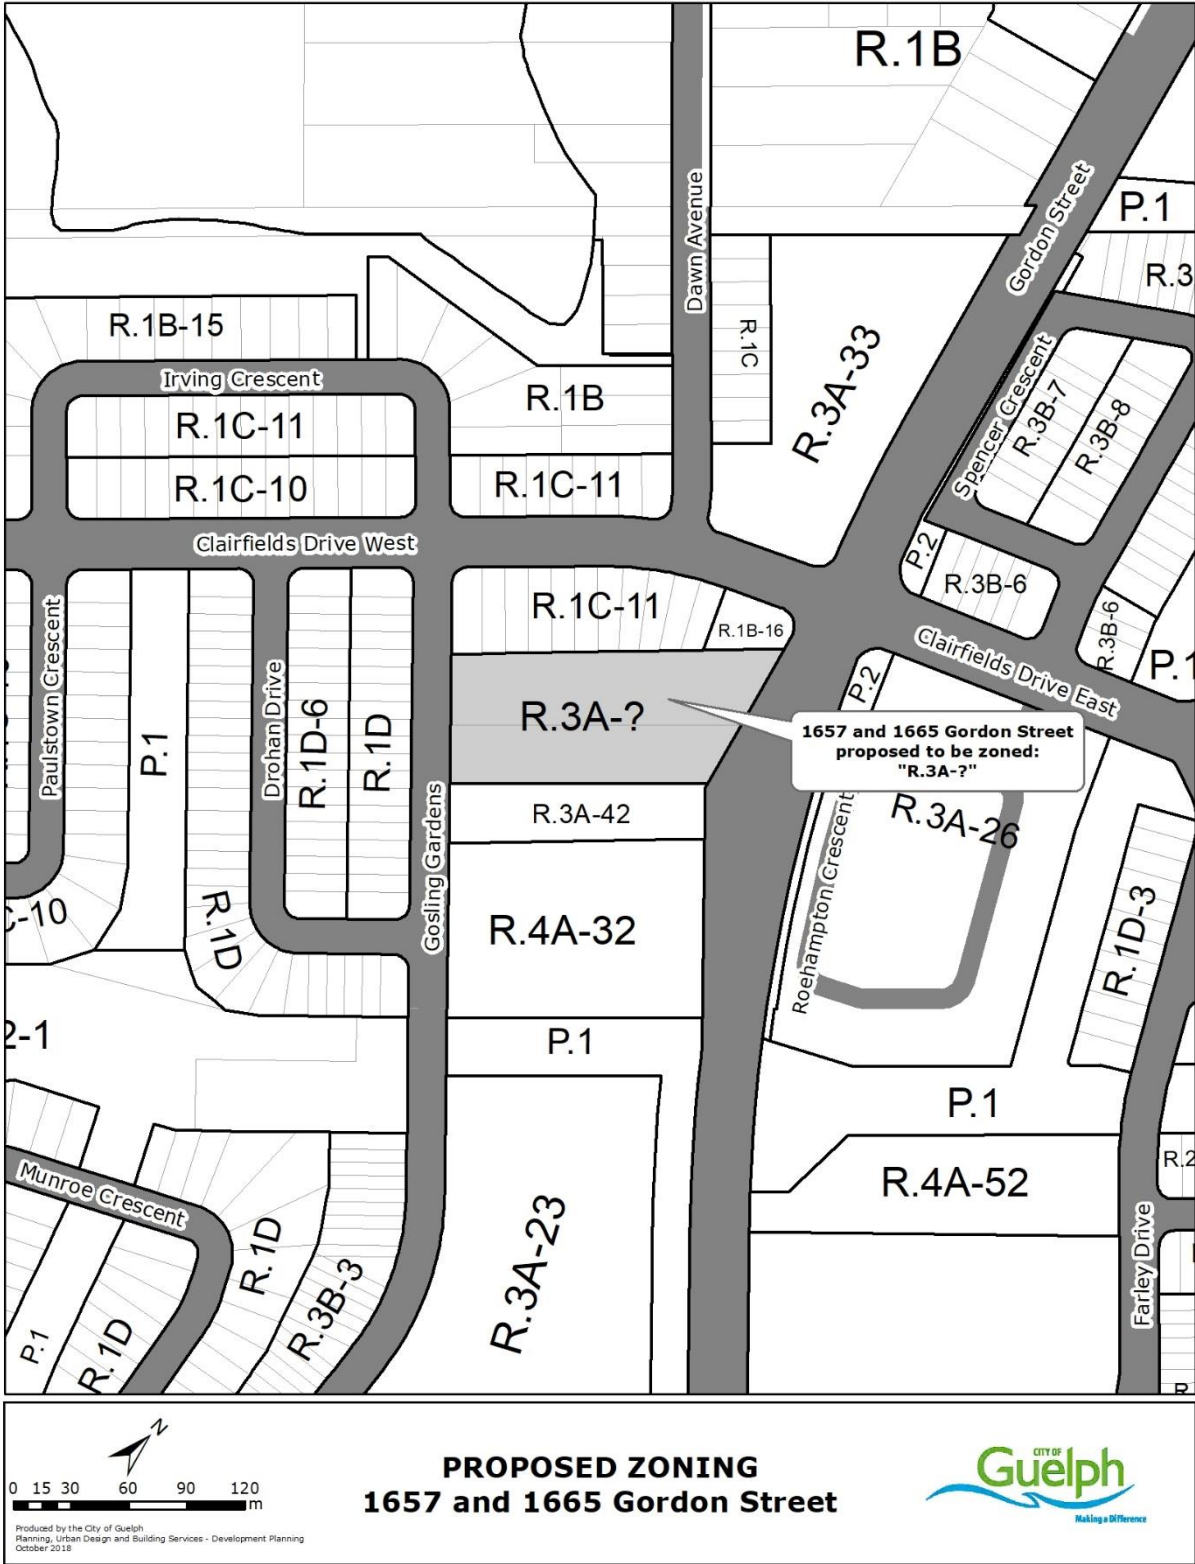 R.1B
P.1
Gordon Street
Dawn Avenue
R.3
R.1B-15
R.1C
R.3A-33
Irving Crescent
R.1B
Spencer Crescent
R.3B-7
R.3B-8
R.1C-11
R.1C-10
R.1C-11
Clairfields Drive West
P.2
R.3B-6
R.1C-11
R.1B-16
R.3B-6
Clairfields Drive East
P.1
Paulstown Crescent
P.1
Drohan Drive
R.1D-6
R.1D
R.3A-?
P.2
1657 and 1665 Gordon Street
proposed to be zoned:
"R.3A-?"
Gosling Gardens
R.3A-42
Roehampton Crescent
R.3A-26
C-10
R.1D
R.4A-32
R.1D-3
2-1
P.1
P.1
Munroe Crescent
R.4A-52
R.2
R.1D
R.3B-3
R.3A-23
Farley Drive
P.1
R.1D
R
N
0 15 30 60 90 120
m
PROPOSED ZONING
1657 and 1665 Gordon Street
CITY OF
Guelph
Making a Difference
Produced by the City of Guelph
Planning, Urban Design and Building Services - Development Planning
October 2018